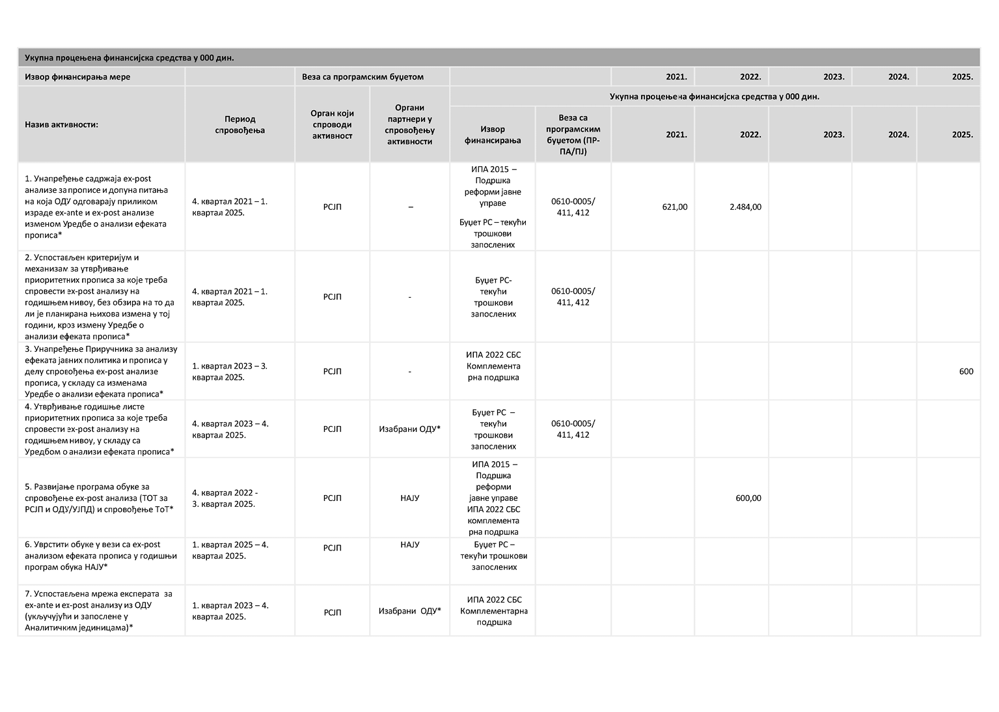 Укупна процењена финансијска средства у 000 дин.
Извор финансирања мере
Веза са програмским буџетом
2021.
2022.
2023.
2024.
2025.
Назив активности:
Период
спровођења
Орган који
спроводи
активност
Органи
партнери у
спровођењу
активности
Укупна процењена финансијска средства у 000 дин.
Извор
финансирања
Веза са
програмским
буџетом (ПР-
ПА/ПЈ)
2021.
2022.
2023.
2024.
2025.
1. Унапређење садржаја ex-post
анализе за прописе и допуна питања
на која ОДУ одговарају приликом
израде ex-ante и ex-post анализе
изменом Уредбе о анализи ефеката
прописа*
4. квартал 2021 – 1.
квартал 2025.
РСЈП
–
ИПА 2015 –
Подршка
реформи јавне
управе
Буџет РС – текући
трошкови
запослених
0610-0005/
411, 412
621,00
2.484,00
2. Успостављен критеријум и
механизам за утврђивање
приоритетних прописа за које треба
спровести ex-post анализу на
годишњем нивоу, без обзира на то да
ли је планирана њихова измена у тој
години, кроз измену Уредбе о
анализи ефеката прописа*
4. квартал 2021 – 1.
квартал 2025.
РСЈП
-
Буџет РС-
текући
трошкови
запослених
0610-0005/
411, 412
3. Унапређење Приручника за анализу
ефеката јавних политика и прописа у
делу спровођења ex-post анализе
прописа, у складу са изменама
Уредбе о анализи ефеката прописа*
1. квартал 2023 – 3.
квартал 2025.
РСЈП
-
ИПА 2022 СБС
Комплемента
рна подршка
600
4. Утврђивање годишње листе
приоритетних прописа за које треба
спровести ex-post анализу на
годишњем нивоу, у складу са
Уредбом о анализи ефеката прописа*
4. квартал 2023 – 4.
квартал 2025.
РСЈП
Изабрани ОДУ*
Буџет РС –
текући
трошкови
запослених
0610-0005/
411, 412
5. Развијање програма обуке за
спровођење ex-post анализа (ТОТ за
РСЈП и ОДУ/УЈПД) и спровођење ТоТ*
4. квартал 2022 -
3. квартал 2025.
РСЈП
НАЈУ
ИПА 2015 –
Подршка
реформи
јавне управе
ИПА 2022 СБС
комплемента
рна подршка
600,00
6. Уврстити обуке у вези са ex-post
анализом ефеката прописа у годишњи
програм обука НАЈУ*
1. квартал 2025 – 4.
квартал 2025.
РСЈП
НАЈУ
Буџет РС –
текући трошкови
запослених
7. Успостављена мрежа експерата за
ex-ante и ex-post анализу из ОДУ
(укључујући и запослене у
Аналитичким јединицама)*
1. квартал 2023 – 4.
квартал 2025.
РСЈП
Изабрани ОДУ*
ИПА 2022 СБС
Комплементарна
подршка